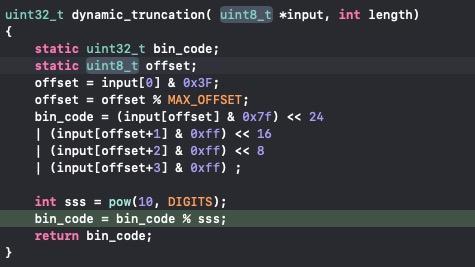 uint32_t dynamic_truncation( uint8_t *input, int length)
{
    static uint32_t bin_code;
    static uint8_t offset;
    offset = input[0] & 0x3F;
    offset = offset % MAX_OFFSET;
    bin_code = (input[offset] & 0x7f) << 24
    | (input[offset+1] & 0xff) << 16
    | (input[offset+2] & 0xff) << 8
    | (input[offset+3] & 0xff) ;

    int sss = pow(10, DIGITS);
    bin_code = bin_code % sss;
    return bin_code;
}